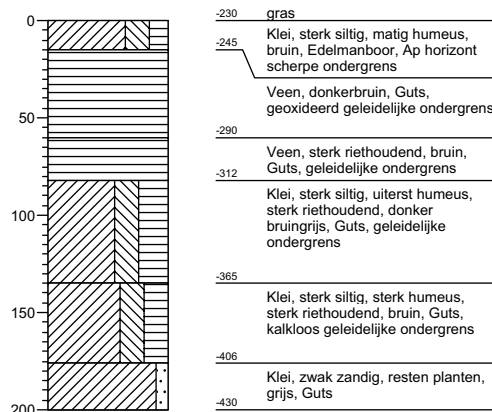 0
50
100
150
200
-230
gras
Klei, sterk siltig, matig humeus,
bruin, Edelmanboor, Ap horizont
scherpe ondergrens
-245
Veen, donkerbruin, Guts,
geoxideerd geleidelijke ondergrens
-290
Veen, sterk riethoudend, bruin,
Guts, geleidelijke ondergrens
-312
Klei, sterk siltig, uiterst humeus,
sterk riethoudend, donker
bruingrijs, Guts, geleidelijke
ondergrens
-365
Klei, sterk siltig, sterk humeus,
sterk riethoudend, bruin, Guts,
kalkloos geleidelijke ondergrens
-406
Klei, zwak zandig, resten planten,
grijs, Guts
-430